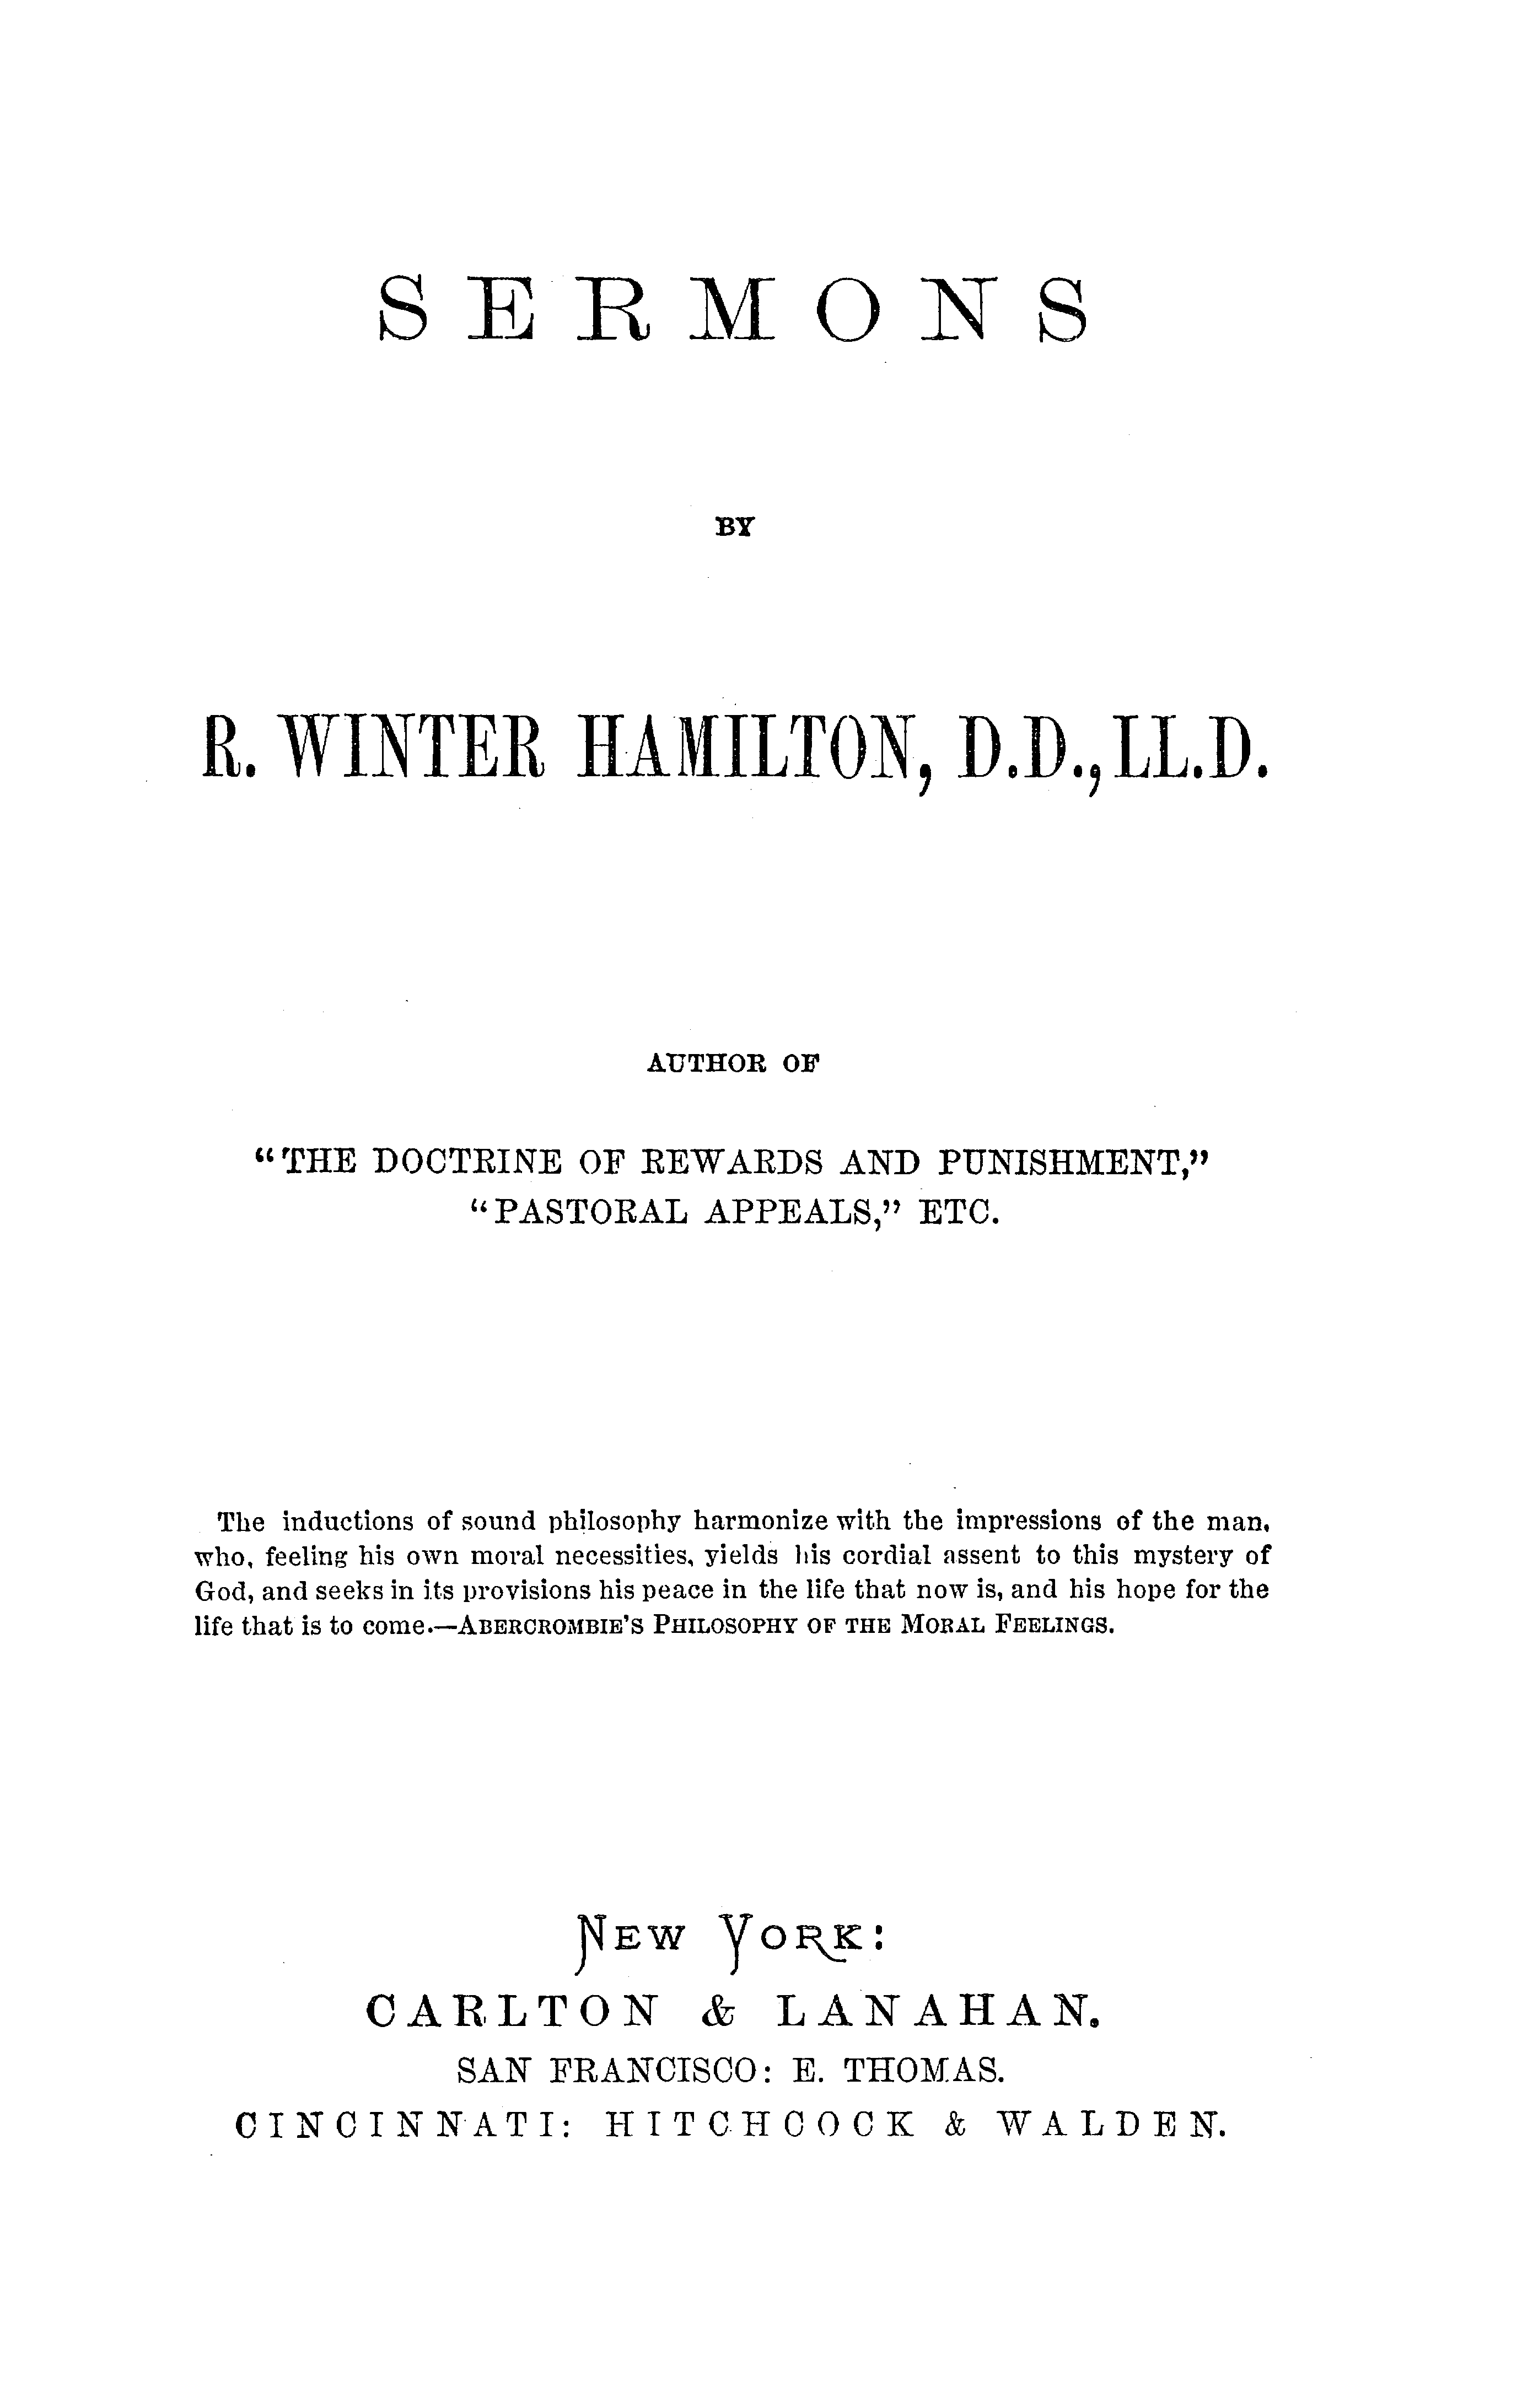 SERMONS
BY
R. WINTER HAMILTON, D.D., LL.D.
AUTHOR OF
“THE DOCTRINE OF REWARDS AND PUNISHMENT,”
“PASTORAL APPEALS,” ETC.
The inductions of sound philosophy harmonize with the impressions of the man,
who, feeling his own moral necessities, yields his cordial assent to this mystery of
God, and seeks in its provisions his peace in the life that now is, and his hope for the
life that is to come.—ABERCROMBIE'S PHILOSOPHY OF THE MORAL FEELINGS.
NEW YORK:
CARLTON & LANAHAN.
SAN FRANCISCO: E. THOMAS.
CINCINNATI: HITCHCOCK & WALDEN.